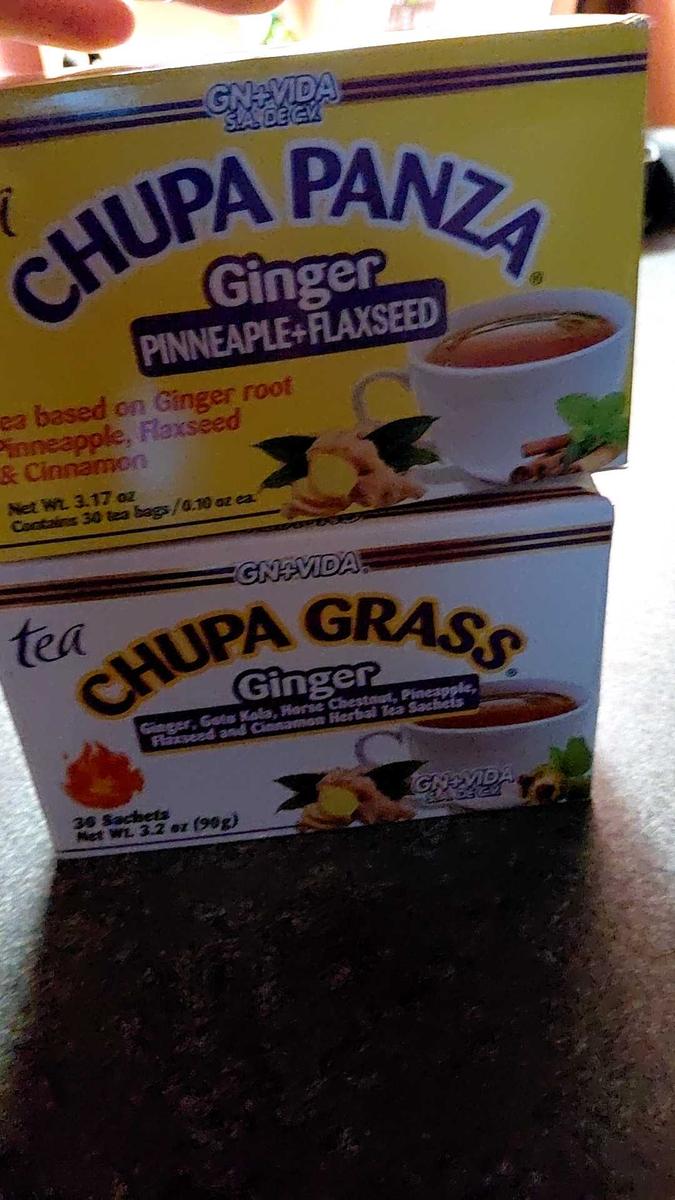 GN+VIDA
S.A. DE C.V.
CHUPA PANZA
®
Ginger
PINNEAPLE+FLAXSEED
ea based on Ginger root
Pinneapple, Flaxseed
& Cinnamon
Net Wt. 3.17 oz
Contains 30 tea bags/0.10 oz ea.
GN+VIDA®
tea
CHUPA GRASS®
Ginger
Ginger, Gotu Kola, Horse Chestnut, Pineapple,
Flaxseed and Cinnamon Herbal Tea Sachets
GN+VIDA
S.A. DE C.V.
30 Sachets
Net Wt. 3.2 oz (90g)